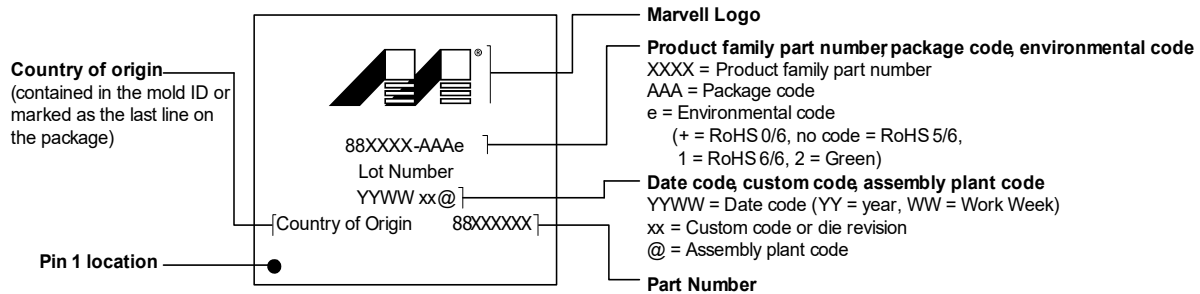 Marvell Logo
Product family part number, package code, environmental code
XXXX = Product family part number
AAA = Package code
e = Environmental code
(+ = RoHS 0/6, no code = RoHS 5/6,
1 = RoHS 6/6, 2 = Green)
Date code, custom code, assembly plant code
YYWW = Date code (YY = year, WW = Work Week)
xx = Custom code or die revision
@ = Assembly plant code
Part Number
Country of origin
(contained in the mold ID or
marked as the last line on
the package)
Pin 1 location
®
88XXXX-AAAe
Lot Number
YYWW xx@
Country of Origin 88XXXXXX